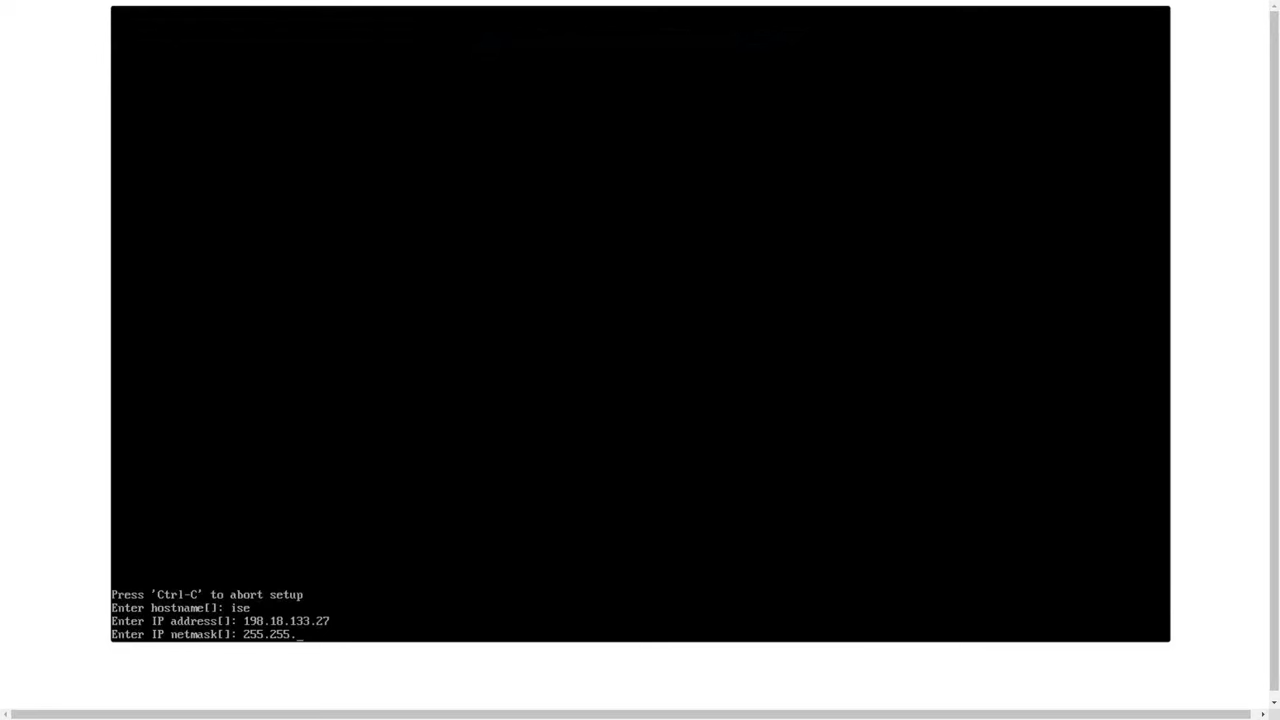 Press 'Ctrl-C' to abort setup
Enter hostname[]: ise
Enter IP address[]: 198.18.133.27
Enter IP netmask[]: 255.255._